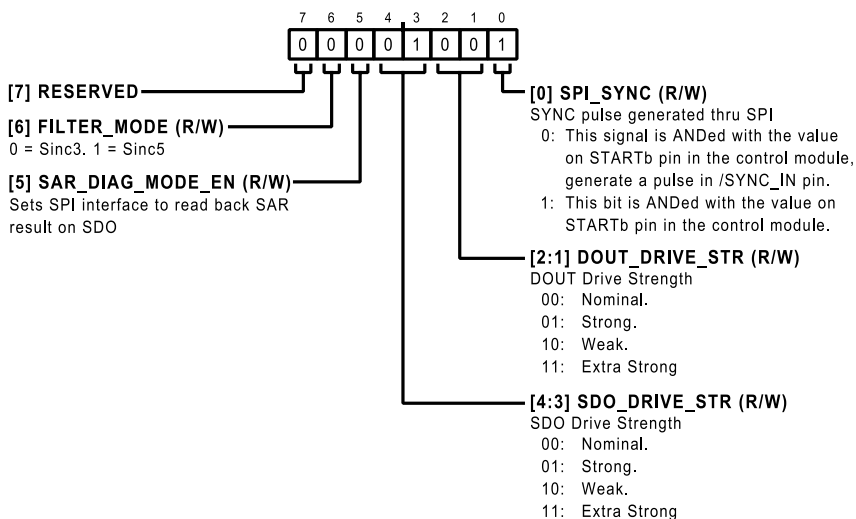 7 6 5 4 3 2 1 0
0 0 0 0 1 0 0 1
[7] RESERVED
[6] FILTER_MODE (R/W)
0 = Sinc3. 1 = Sinc5
[5] SAR_DIAG_MODE_EN (R/W)
Sets SPI interface to read back SAR
result on SDO
[0] SPI_SYNC (R/W)
SYNC pulse generated thru SPI
0: This signal is ANDed with the value
on STARTb pin in the control module,
generate a pulse in /SYNC_IN pin.
1: This bit is ANDed with the value on
STARTb pin in the control module.
[2:1] DOUT_DRIVE_STR (R/W)
DOUT Drive Strength
00: Nominal.
01: Strong.
10: Weak.
11: Extra Strong
[4:3] SDO_DRIVE_STR (R/W)
SDO Drive Strength
00: Nominal.
01: Strong.
10: Weak.
11: Extra Strong